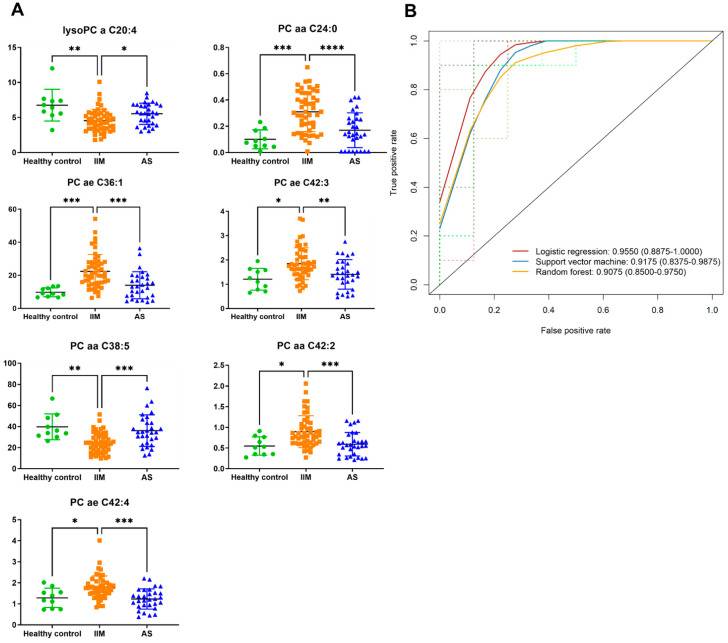 A
B
lysoPC a C20:4
** *
15
10
5
0
Healthy control IIM AS
PC aa C24:0
*** ****
0.8
0.6
0.4
0.2
0.0
Healthy control IIM AS
PC ae C36:1
*** ***
60
40
20
0
Healthy control IIM AS
PC ae C42:3
* **
4
3
2
1
0
Healthy control IIM AS
PC aa C38:5
** ***
100
80
60
40
20
0
Healthy control IIM AS
PC aa C42:2
* ***
2.5
2.0
1.5
1.0
0.5
0.0
Healthy control IIM AS
PC ae C42:4
* ***
5
4
3
2
1
0
Healthy control IIM AS
True positive rate
1.0
0.8
0.6
0.4
0.2
0.0
Logistic regression: 0.9550 (0.8875-1.0000)
Support vector machine: 0.9175 (0.8375-0.9875)
Random forest: 0.9075 (0.8500-0.9750)
0.0 0.2 0.4 0.6 0.8 1.0
False positive rate